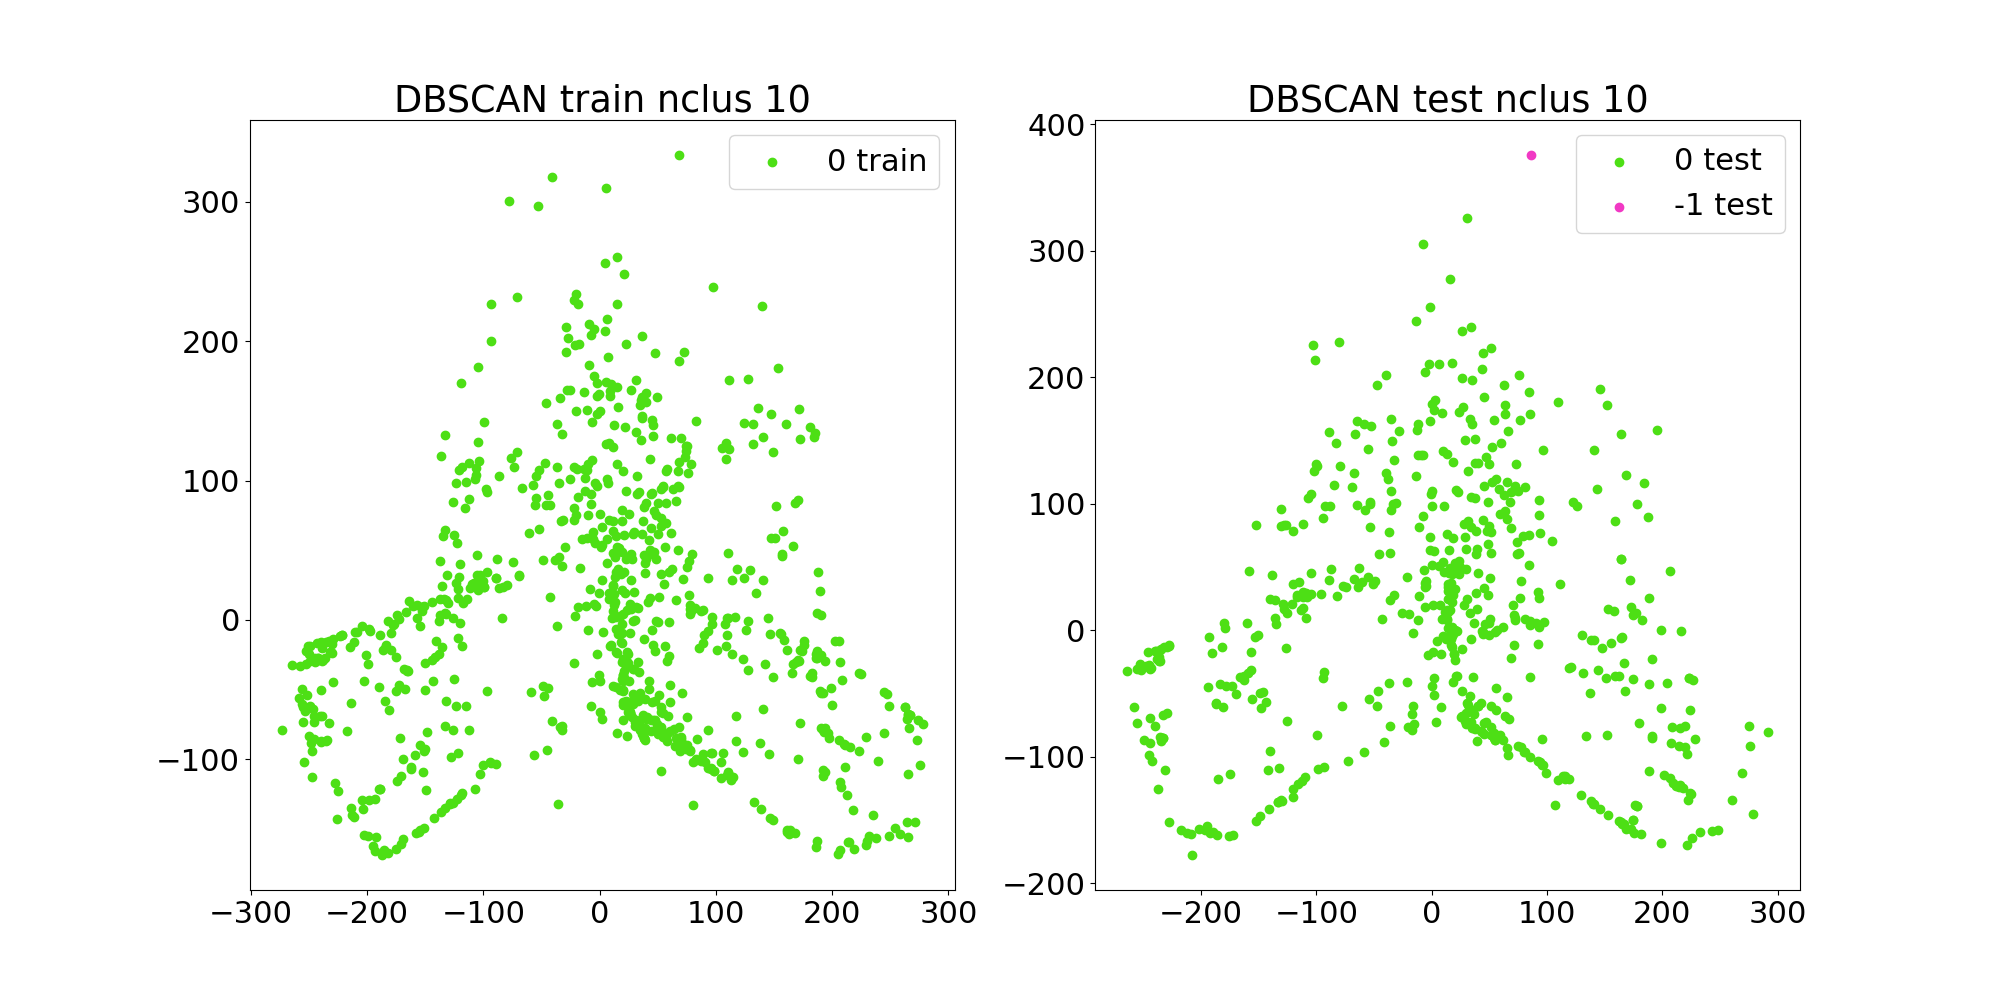 DBSCAN train nclus 10
0 train
300
200
100
0
−100
−300 −200 −100 0 100 200 300
DBSCAN test nclus 10
0 test
-1 test
400
300
200
100
0
−100
−200
−200 −100 0 100 200 300